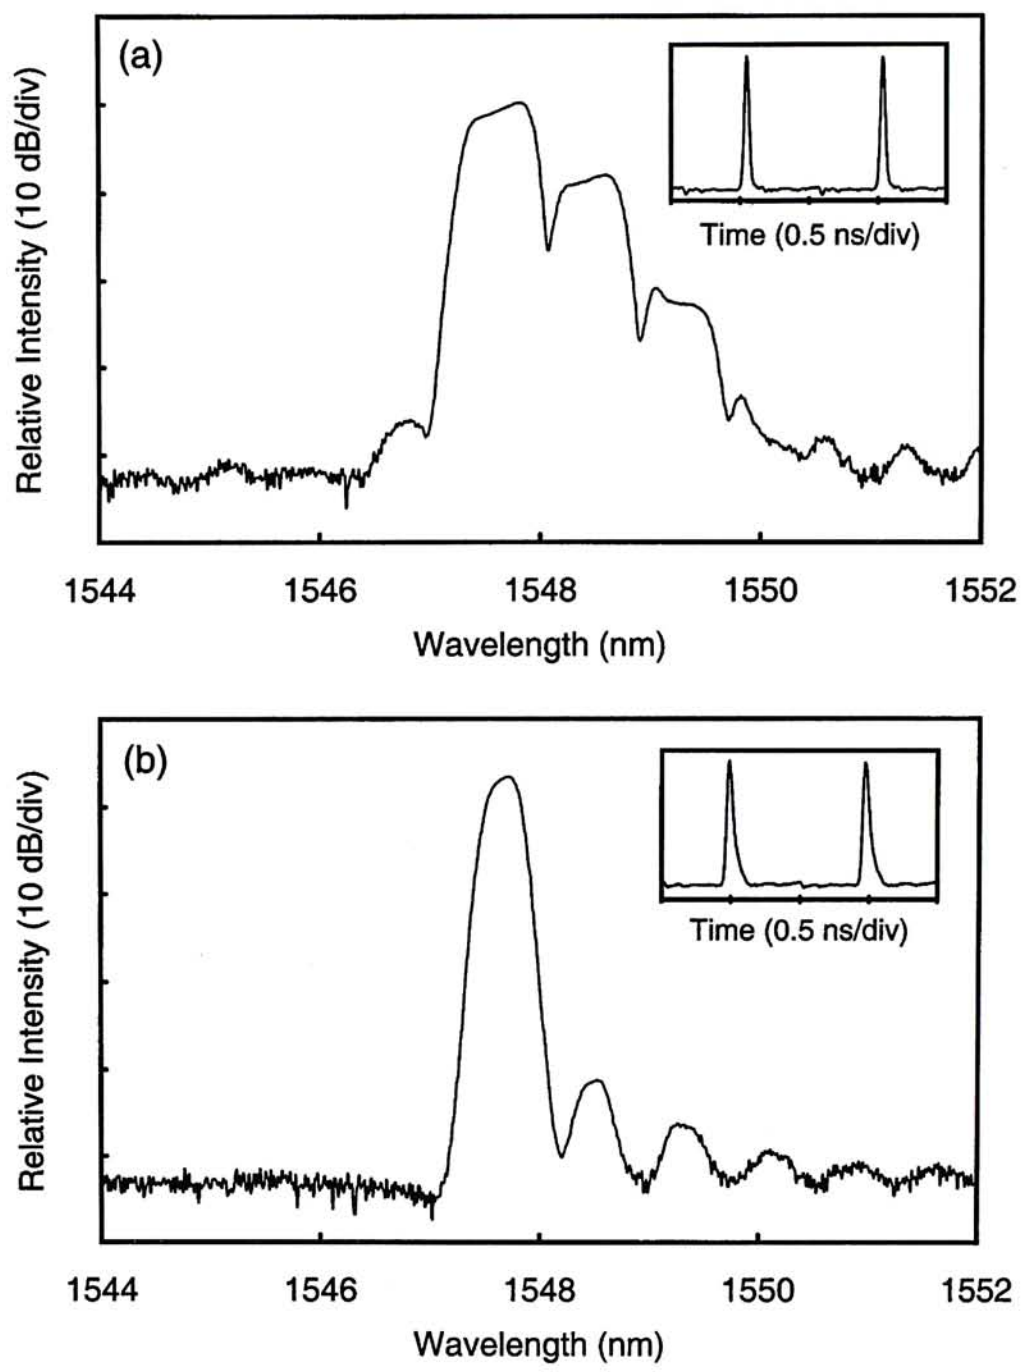 (a)
Relative Intensity (10 dB/div)
Time (0.5 ns/div)
1544 1546 1548 1550 1552
Wavelength (nm)
(b)
Relative Intensity (10 dB/div)
Time (0.5 ns/div)
1544 1546 1548 1550 1552
Wavelength (nm)